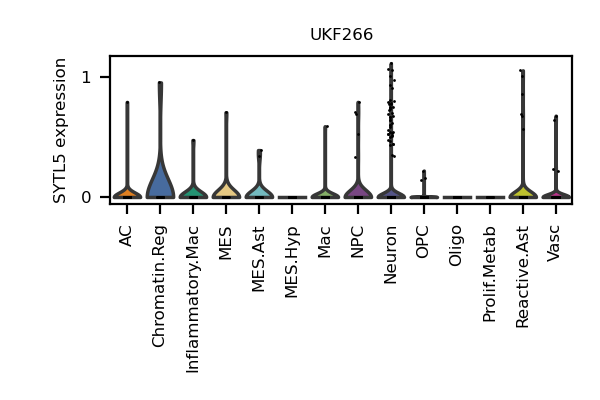 UKF266
SYTL5 expression
1
0
AC
Chromatin.Reg
Inflammatory.Mac
MES
MES.Ast
MES.Hyp
Mac
NPC
Neuron
OPC
Oligo
Prolif.Metab
Reactive.Ast
Vasc